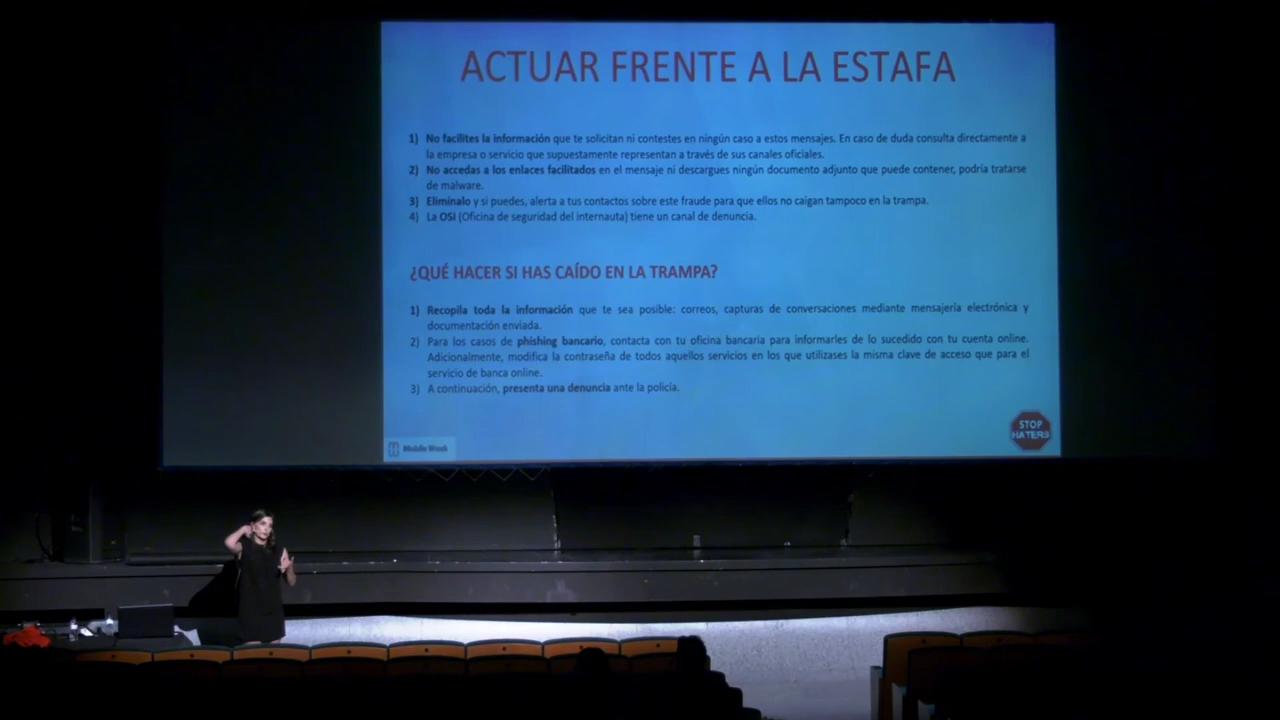 ACTUAR FRENTE A LA ESTAFA
1) No facilites la información que te solicitan ni contestes en ningún caso a estos mensajes. En caso de duda consulta directamente a
la empresa o servicio que supuestamente representan a través de sus canales oficiales.
2) No accedas a los enlaces facilitados en el mensaje ni descargues ningún documento adjunto que puede contener, podría tratarse
de malware.
3) Elimínalo y si puedes, alerta a tus contactos sobre este fraude para que ellos no caigan tampoco en la trampa.
4) La OSI (Oficina de seguridad del internauta) tiene un canal de denuncia.
¿QUÉ HACER SI HAS CAÍDO EN LA TRAMPA?
1) Recopila toda la información que te sea posible: correos, capturas de conversaciones mediante mensajería electrónica y
documentación enviada.
2) Para los casos de phishing bancario, contacta con tu oficina bancaria para informarles de lo sucedido con tu cuenta online.
Adicionalmente, modifica la contraseña de todos aquellos servicios en los que utilizases la misma clave de acceso que para el
servicio de banca online.
3) A continuación, presenta una denuncia ante la policía.
Mobile Week
STOP
HATERS